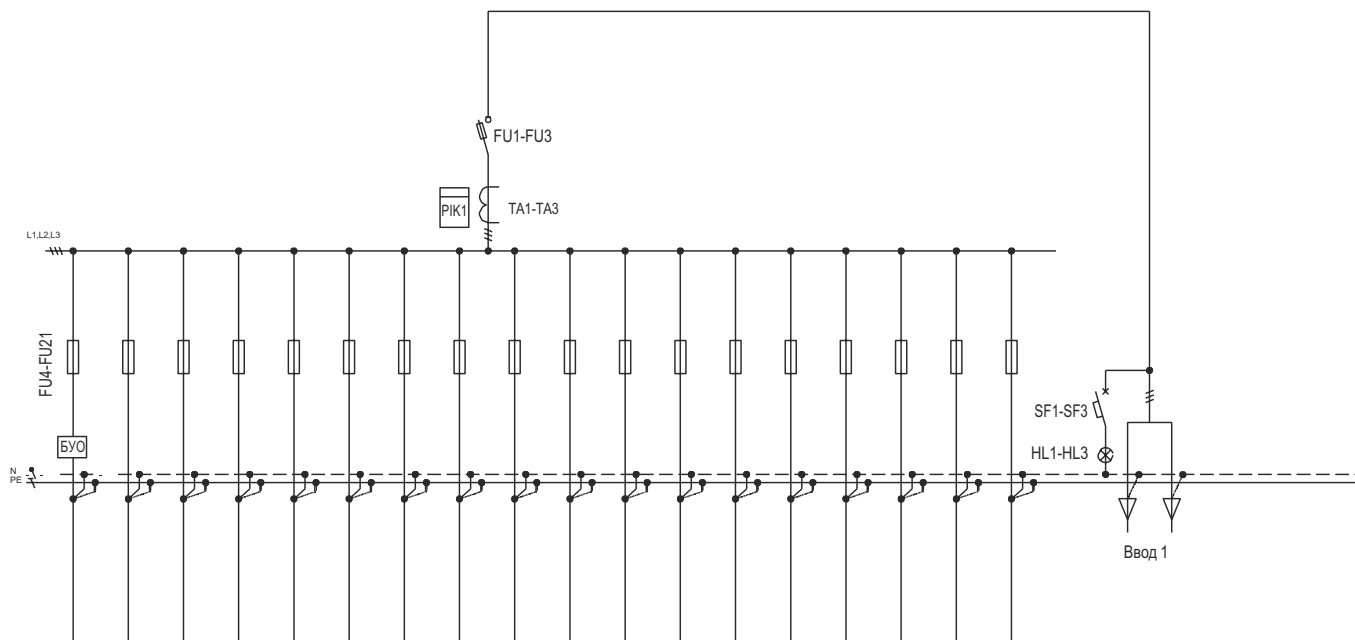 FU1-FU3
PIK1
TA1-TA3
L1,L2,L3
FU4-FU21
SF1-SF3
БУО
HL1-HL3
N
PE
Ввод 1